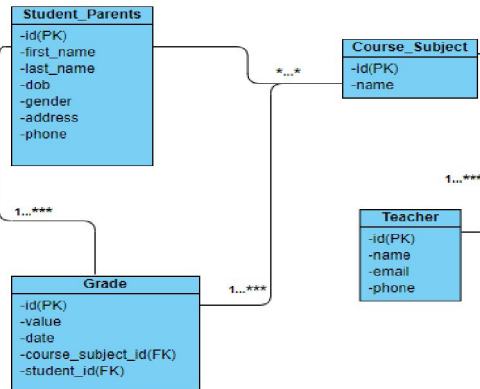 Student_Parents
-id(PK)
-first_name
-last_name
-dob
-gender
-address
-phone
*...*
Course_Subject
-id(PK)
-name
1...***
1...***
Teacher
-id(PK)
-name
-email
-phone
1...***
Grade
-id(PK)
-value
-date
-course_subject_id(FK)
-student_id(FK)